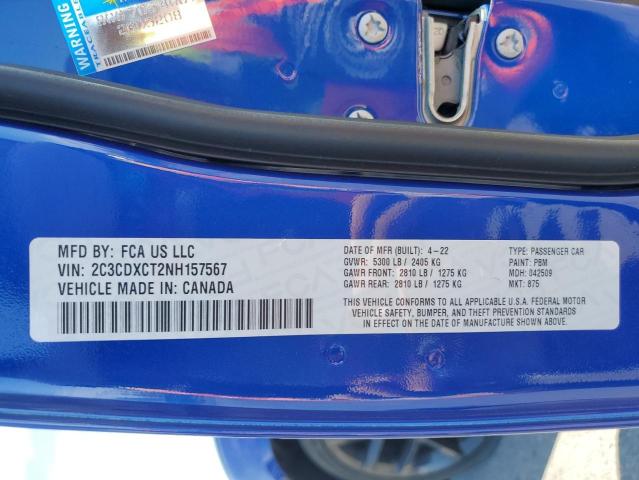 WARNING
MFD BY: FCA US LLC
VIN: 2C3CDXCT2NH157567
VEHICLE MADE IN: CANADA
DATE OF MFR (BUILT): 4-22
GVWR: 5300 LB / 2405 KG
GAWR FRONT: 2810 LB / 1275 KG
GAWR REAR: 2810 LB / 1275 KG
TYPE: PASSENGER CAR
PAINT: PBM
MDH: 042509
MKT: 875
THIS VEHICLE CONFORMS TO ALL APPLICABLE U.S.A. FEDERAL MOTOR
VEHICLE SAFETY, BUMPER, AND THEFT PREVENTION STANDARDS
IN EFFECT ON THE DATE OF MANUFACTURE SHOWN ABOVE.